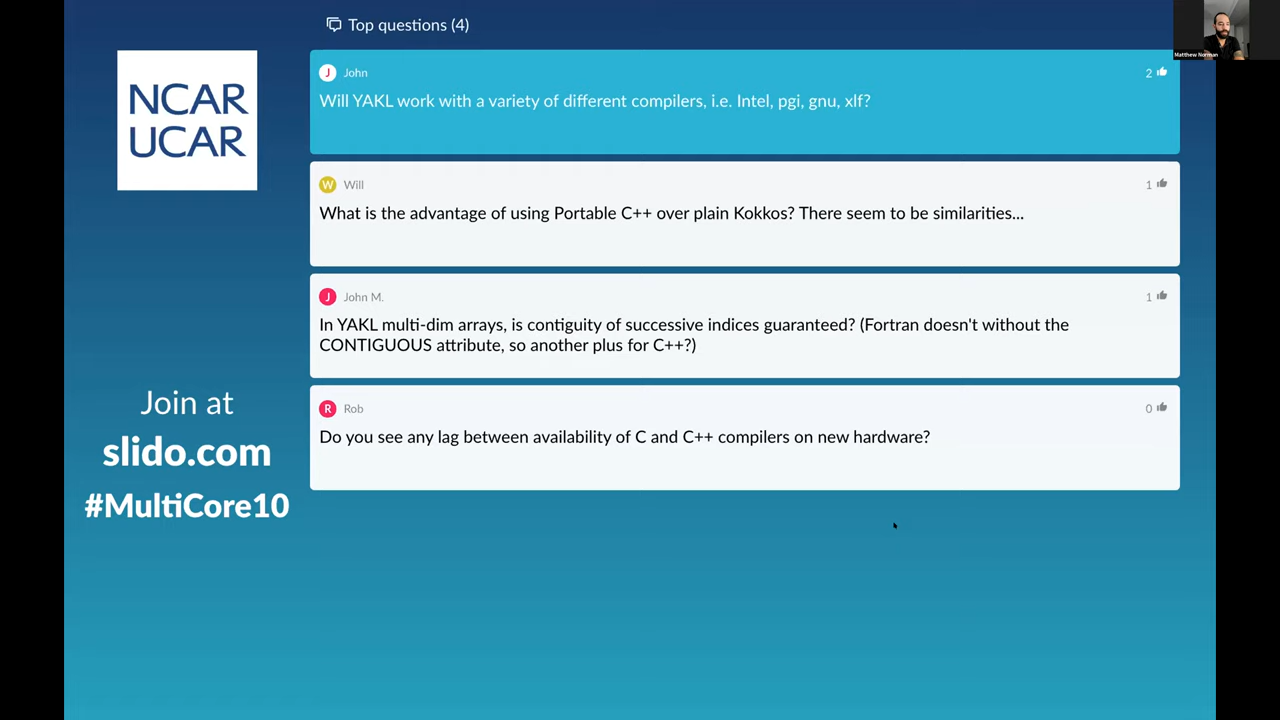 Top questions (4)
Matthew Norman
NCAR
UCAR
J John 2
Will YAKL work with a variety of different compilers, i.e. Intel, pgi, gnu, xlf?
W Will 1
What is the advantage of using Portable C++ over plain Kokkos? There seem to be similarities...
J John M. 1
In YAKL multi-dim arrays, is contiguity of successive indices guaranteed? (Fortran doesn't without the
CONTIGUOUS attribute, so another plus for C++?)
R Rob 0
Do you see any lag between availability of C and C++ compilers on new hardware?
Join at
slido.com
#MultiCore10